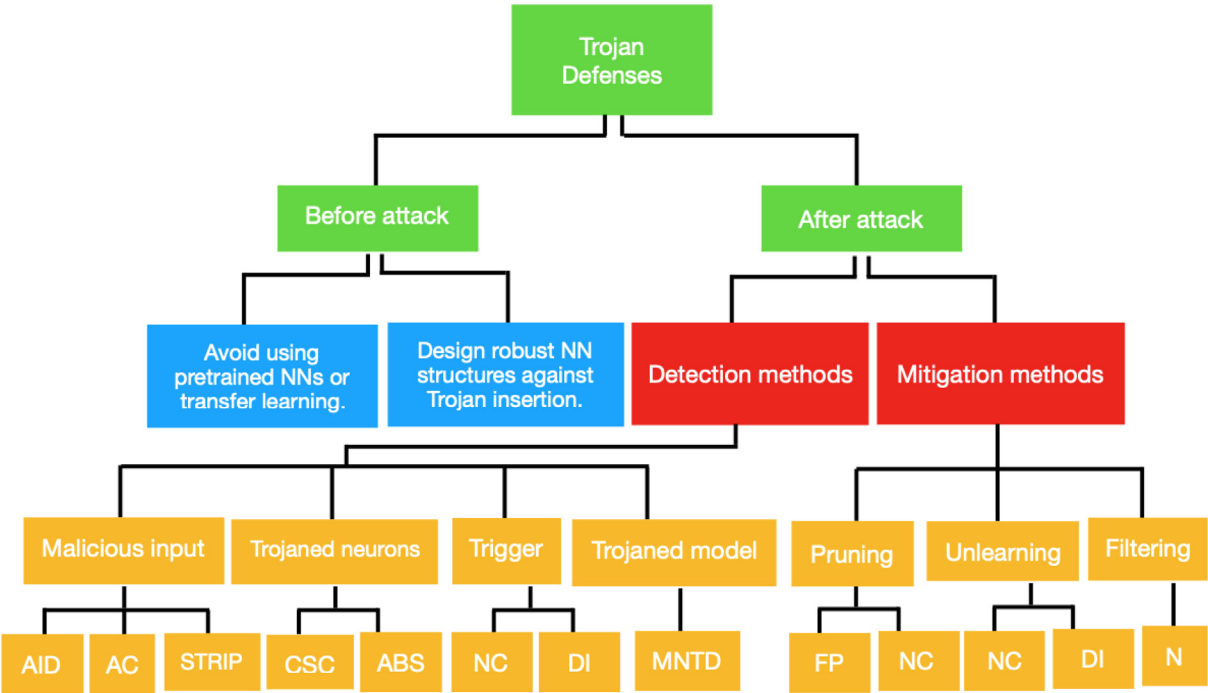 Trojan
Defenses
Before attack
After attack
Avoid using
pretrained NNs or
transfer learning.
Design robust NN
structures against
Trojan insertion.
Detection methods
Mitigation methods
Malicious input
Trojaned neurons
Trigger
Trojaned model
Pruning
Unlearning
Filtering
AID
AC
STRIP
CSC
ABS
NC
DI
MNTD
FP
NC
NC
DI
N